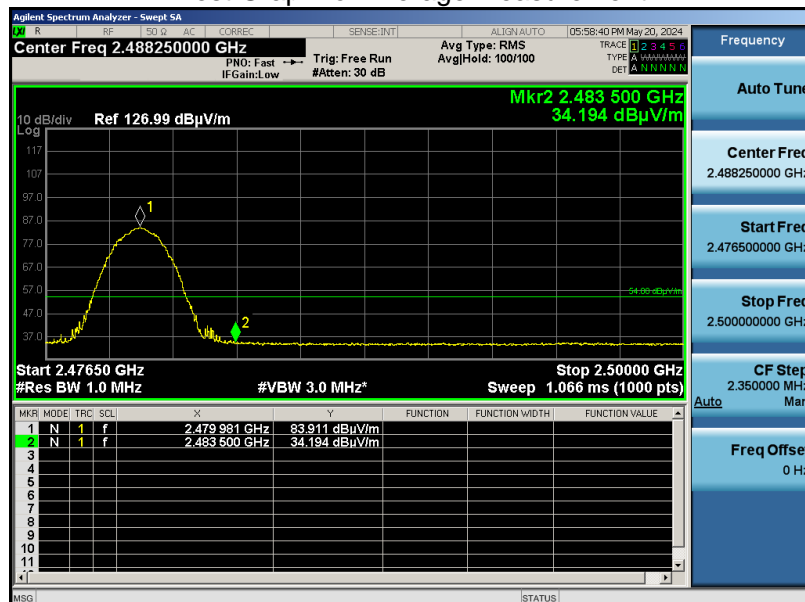 Agilent Spectrum Analyzer - Swept SA
LXI R RF 50 Ω AC CORREC SENSE:INT ALIGN AUTO 05:58:40 PM May 20, 2024
Center Freq 2.488250000 GHz
PNO: Fast
IFGain:Low
Trig: Free Run
#Atten: 30 dB
Avg Type: RMS
Avg|Hold: 100/100
TRACE 1 2 3 4 5 6
TYPE A WWWWWW
DET A N N N N N
Mkr2 2.483 500 GHz
34.194 dBµV/m
10 dB/div Ref 126.99 dBµV/m
Log
117
107
97.0
87.0
77.0
67.0
57.0
47.0
37.0
1
2
54.00 dBµV/m
Start 2.47650 GHz Stop 2.50000 GHz
#Res BW 1.0 MHz #VBW 3.0 MHz* Sweep 1.066 ms (1000 pts)
MKR MODE TRC SCL X Y FUNCTION FUNCTION WIDTH FUNCTION VALUE
1 N 1 f 2.479 981 GHz 83.911 dBµV/m
2 N 1 f 2.483 500 GHz 34.194 dBµV/m
3
4
5
6
7
8
9
10
11
MSG STATUS
Frequency
Auto Tune
Center Freq
2.488250000 GHz
Start Freq
2.476500000 GHz
Stop Freq
2.500000000 GHz
CF Step
2.350000 MHz
Auto Man
Freq Offset
0 Hz